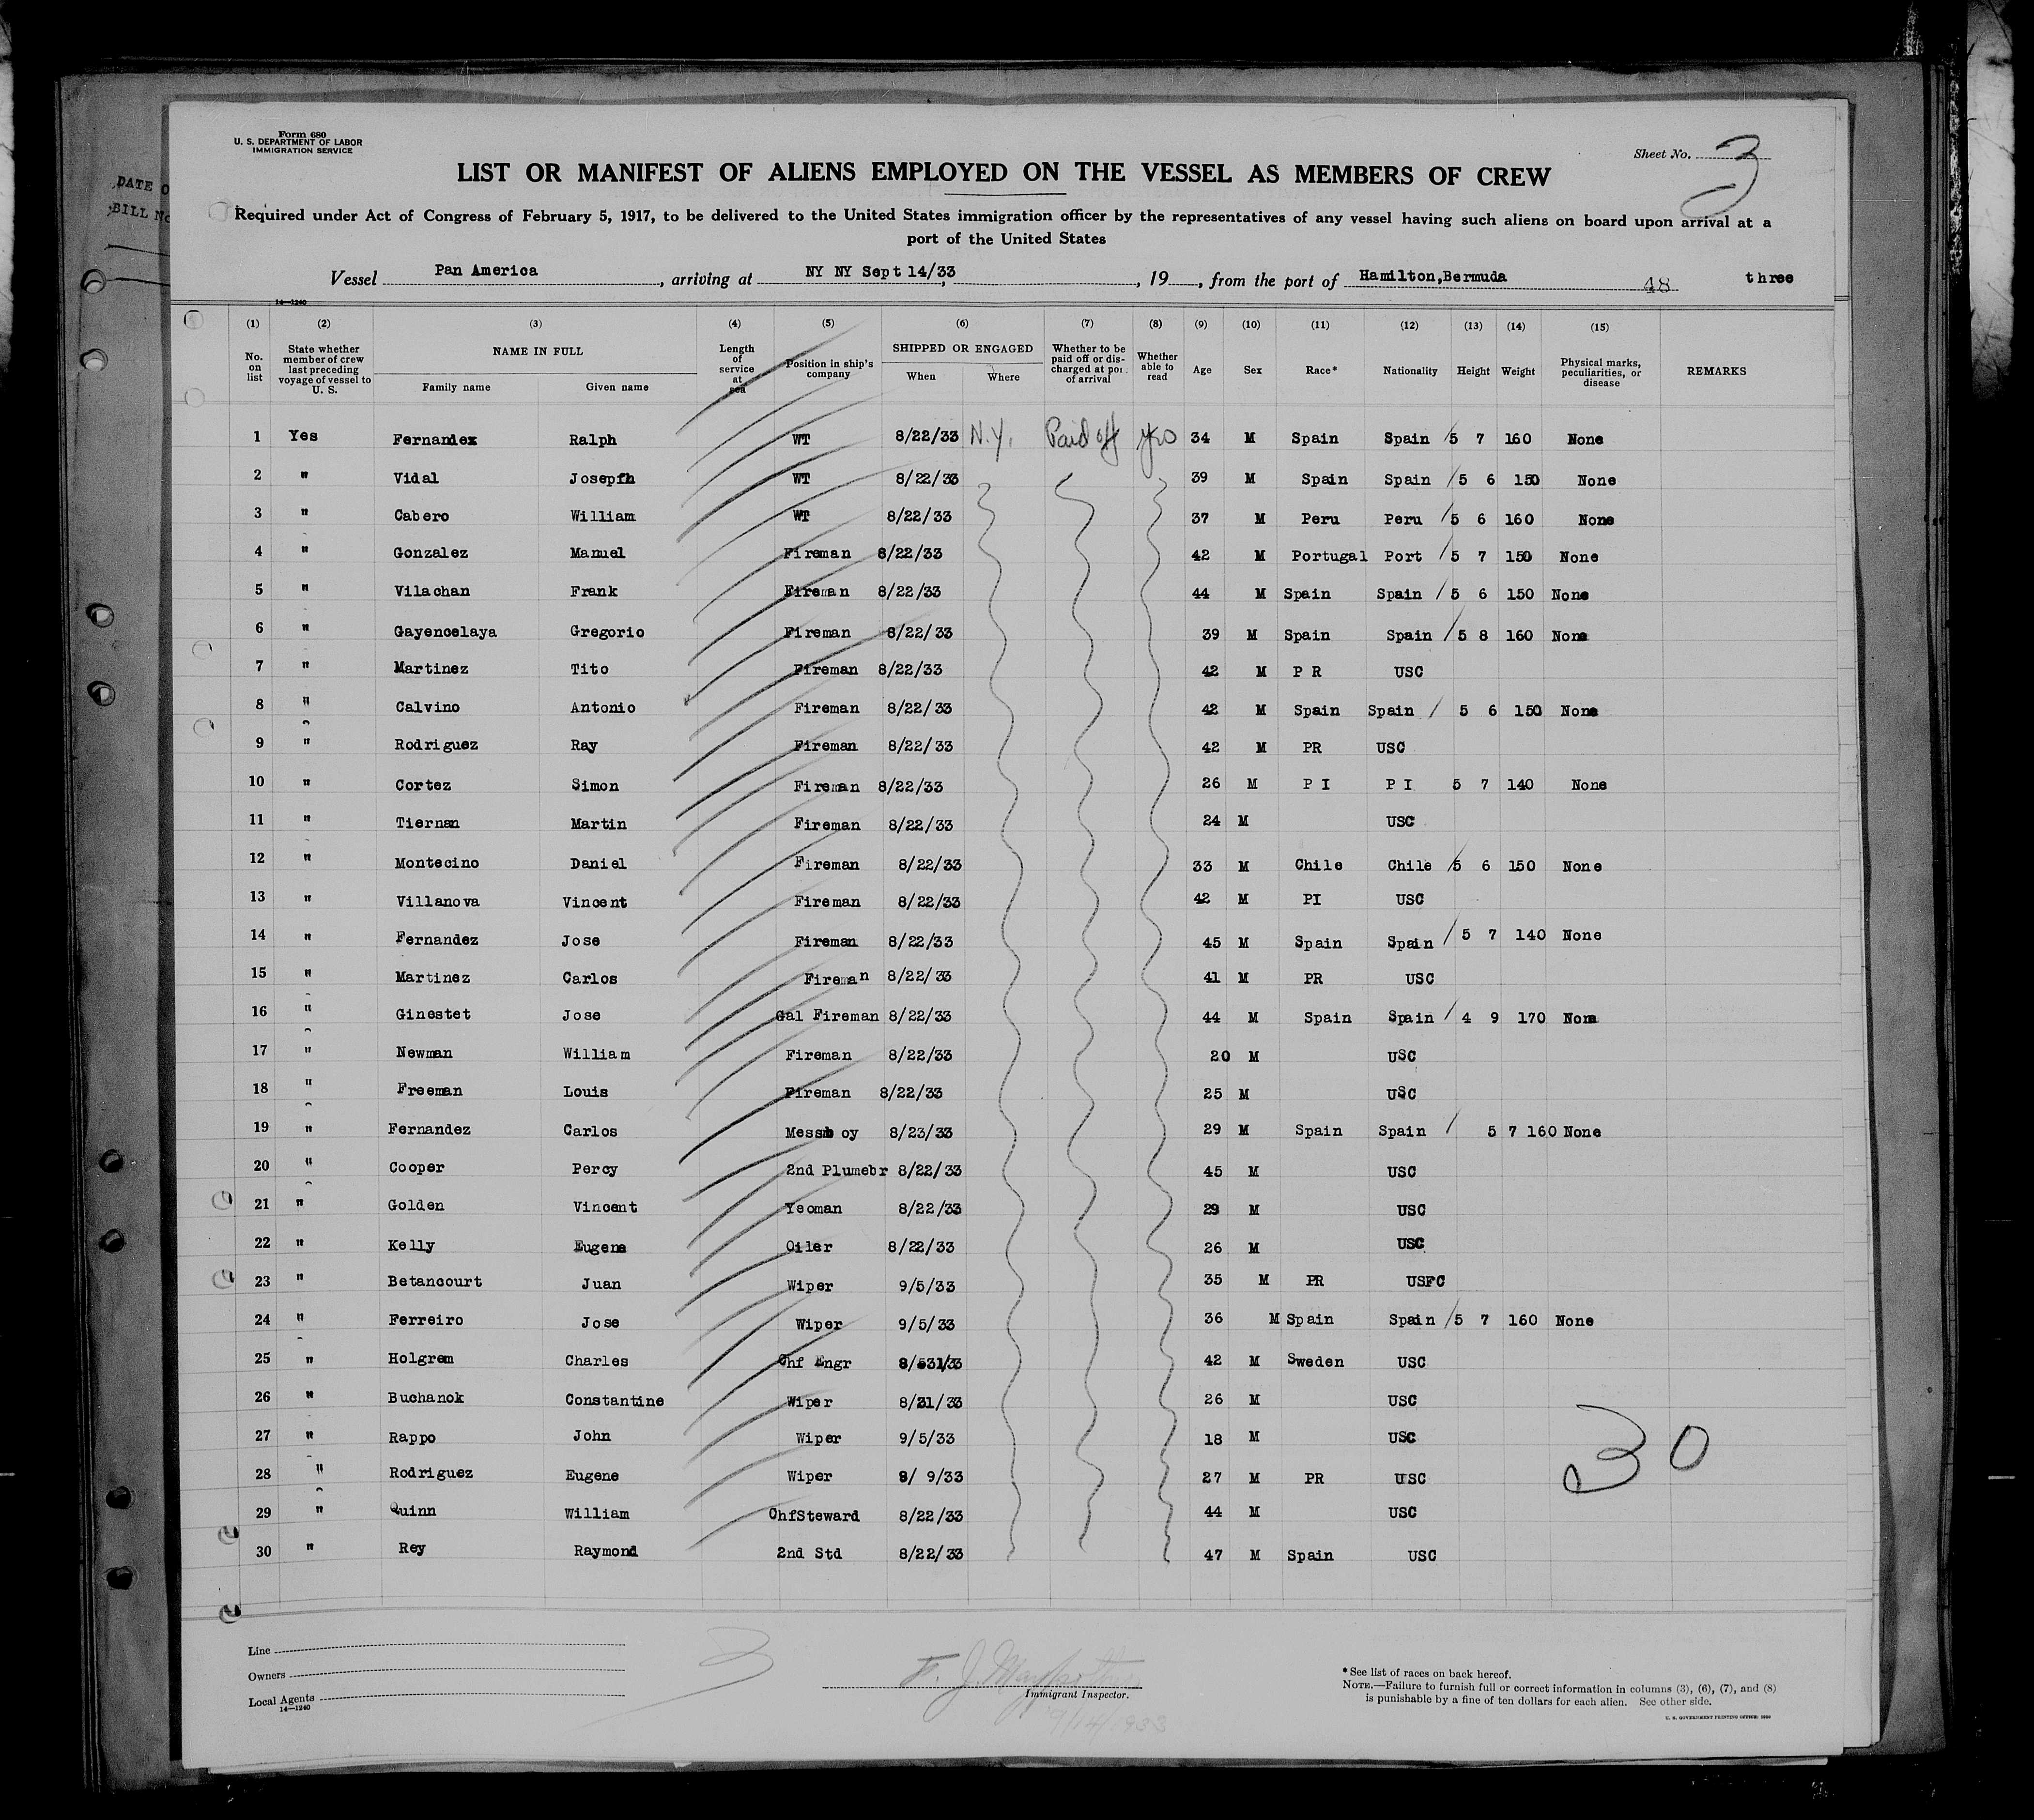 DATE O
BILL No
Form 680
U. S. DEPARTMENT OF LABOR
IMMIGRATION SERVICE
Sheet No. 3
LIST OR MANIFEST OF ALIENS EMPLOYED ON THE VESSEL AS MEMBERS OF CREW
Required under Act of Congress of February 5, 1917, to be delivered to the United States immigration officer by the representatives of any vessel having such aliens on board upon arrival at a
port of the United States
Vessel Pan America, arriving at NY NY Sept 14/33, 19, from the port of Hamilton,Bermuda 48 three
14—1240
(1) (2) (3) (4) (5) (6) (7) (8) (9) (10) (11) (12) (13) (14) (15)
No. on list State whether member of crew last preceding voyage of vessel to U. S. NAME IN FULL Family name Given name Length of service at sea Position in ship's company SHIPPED OR ENGAGED When Where Whether to be paid off or discharged at port of arrival Whether able to read Age Sex Race* Nationality Height Weight Physical marks, peculiarities, or disease REMARKS
1 Yes Fernandez Ralph WT 8/22/33 N.Y. Paid off yes 34 M Spain Spain / 5 7 160 None
2 " Vidal Josepfh WT 8/22/33 39 M Spain Spain / 5 6 150 None
3 " Cabero William WT 8/22/33 37 M Peru Peru / 5 6 160 None
4 " Gonzalez Manuel Fireman 8/22/33 42 M Portugal Port / 5 7 150 None
5 " Vilachan Frank Fireman 8/22/33 44 M Spain Spain / 5 6 150 None
6 " Gayencelaya Gregorio Fireman 8/22/33 39 M Spain Spain / 5 8 160 None
7 " Martinez Tito Fireman 8/22/33 42 M P R USC
8 " Calvino Antonio Fireman 8/22/33 42 M Spain Spain / 5 6 150 None
9 " Rodriguez Ray Fireman 8/22/33 42 M PR USC
10 " Cortez Simon Fireman 8/22/33 26 M P I P I 5 7 140 None
11 " Tiernan Martin Fireman 8/22/33 24 M USC
12 " Montecino Daniel Fireman 8/22/33 33 M Chile Chile / 5 6 150 None
13 " Villanova Vincent Fireman 8/22/33 42 M PI USC
14 " Fernandez Jose Fireman 8/22/33 45 M Spain Spain / 5 7 140 None
15 " Martinez Carlos Fireman 8/22/33 41 M PR USC
16 " Ginestet Jose Gal Fireman 8/22/33 44 M Spain Spain / 4 9 170 None
17 " Newman William Fireman 8/22/33 20 M USC
18 " Freeman Louis Fireman 8/22/33 25 M USC
19 " Fernandez Carlos Messb oy 8/23/33 29 M Spain Spain / 5 7 160 None
20 " Cooper Percy 2nd Plumebr 8/22/33 45 M USC
21 " Golden Vincent Yeoman 8/22/33 29 M USC
22 " Kelly Eugene Oiler 8/22/33 26 M USC
23 " Betancourt Juan Wiper 9/5/33 35 M PR USFC
24 " Ferreiro Jose Wiper 9/5/33 36 M Spain Spain / 5 7 160 None
25 " Holgrem Charles Chf Engr 42 M Sweden USC
26 " Buchanok Constantine Wiper 8/31/33 26 M USC
27 " Rappo John Wiper 9/5/33 18 M USC
28 " Rodriguez Eugene Wiper 9/ 9/33 27 M PR USC
29 " Quinn William ChfSteward 8/22/33 44 M USC
30 " Rey Raymond 2nd Std 8/22/33 47 M Spain USC
30
Line
Owners
Local Agents
14—1240
3
F. J.
Immigrant Inspector.
9/14/1933
*See list of races on back hereof.
NOTE.—Failure to furnish full or correct information in columns (3), (6), (7), and (8)
is punishable by a fine of ten dollars for each alien. See other side.
U. S. GOVERNMENT PRINTING OFFICE: